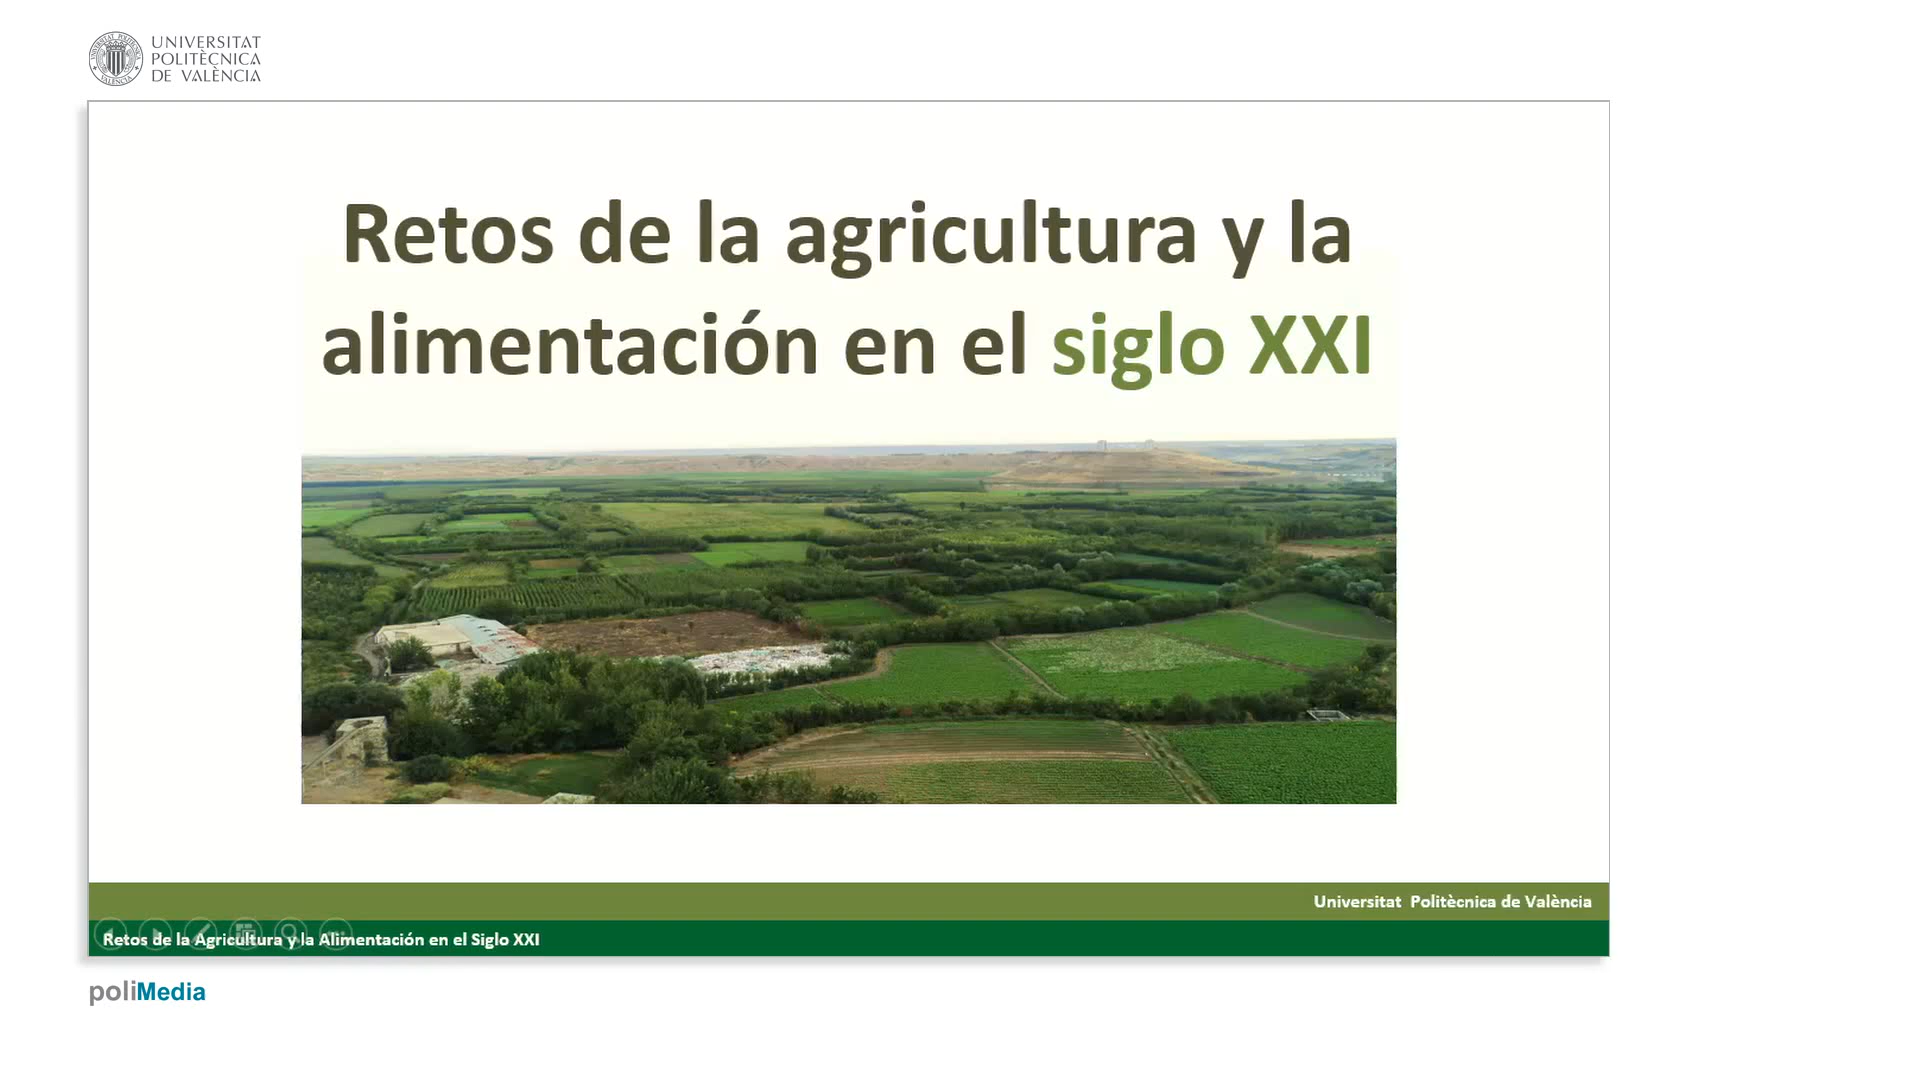 UNIVERSITAT
POLITÈCNICA
DE VALÈNCIA
Retos de la agricultura y la
alimentación en el siglo XXI
Universitat Politècnica de València
Retos de la Agricultura y la Alimentación en el Siglo XXI
poliMedia